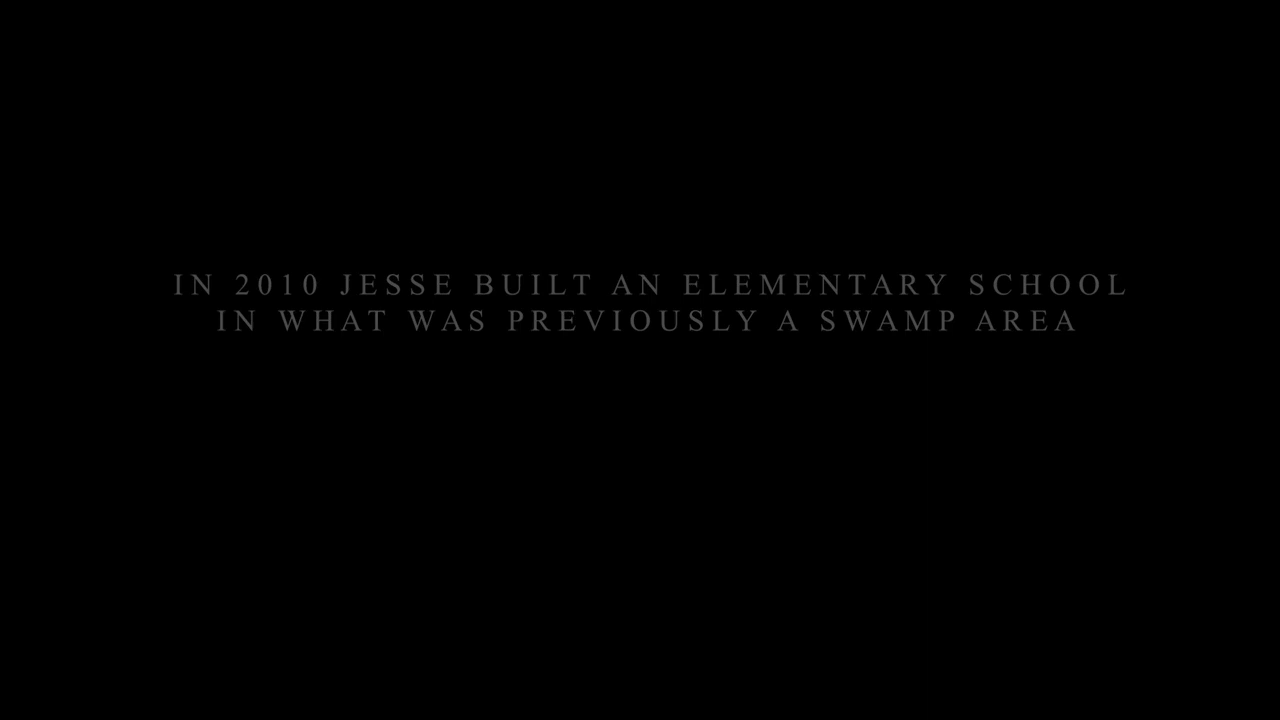 IN 2010 JESSE BUILT AN ELEMENTARY SCHOOL
IN WHAT WAS PREVIOUSLY A SWAMP AREA